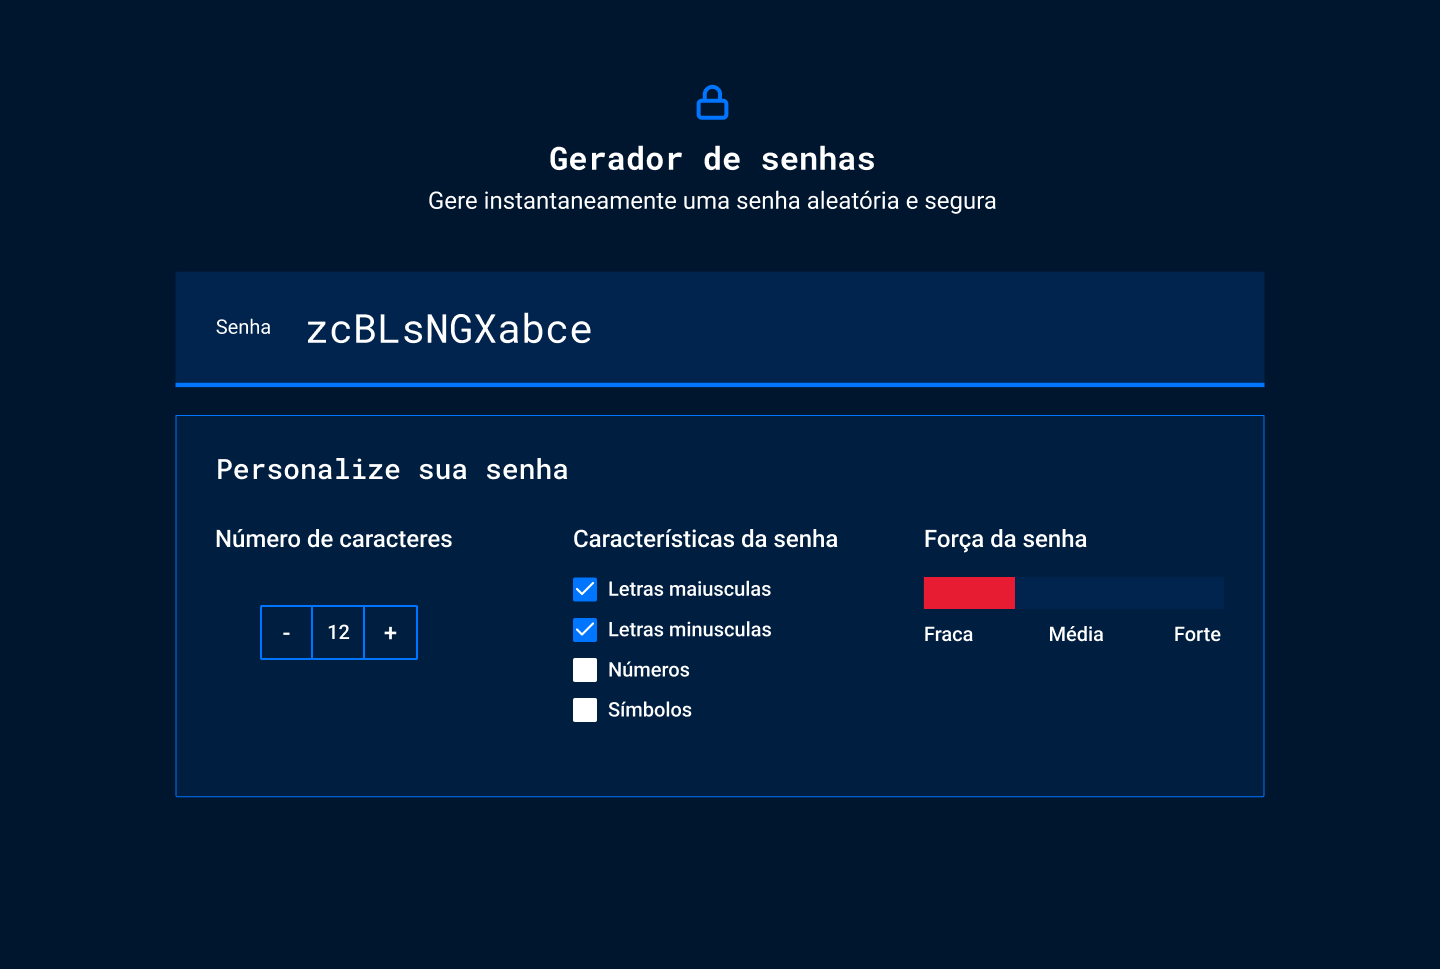 Gerador de senhas
Gere instantaneamente uma senha aleatória e segura
Senha zcBLsNGXabce
Personalize sua senha
Número de caracteres
- 12 +
Características da senha
Letras maiusculas
Letras minusculas
Números
Símbolos
Força da senha
Fraca Média Forte